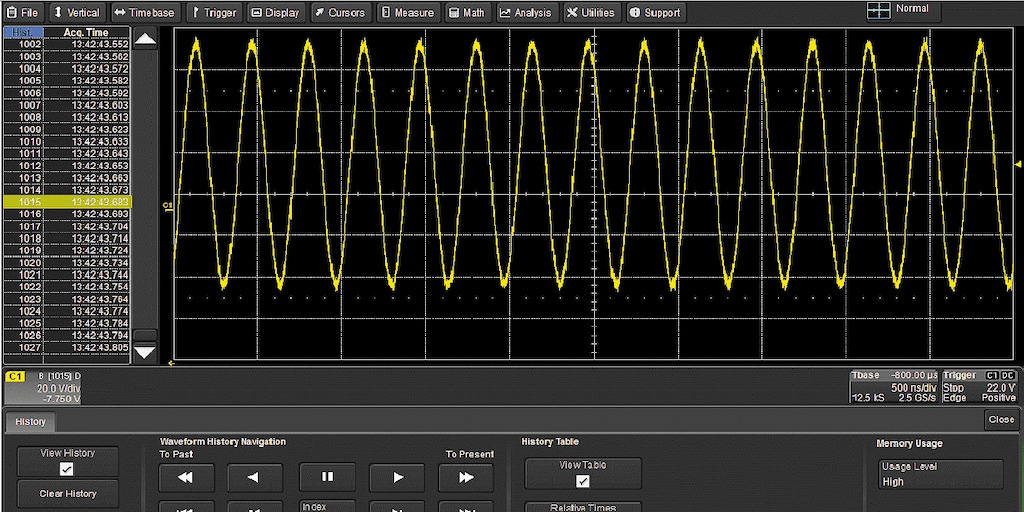 File Vertical Timebase Trigger Display Cursors Measure Math Analysis Utilities Support Normal
Hist. Acq. Time
1002 13:42:43.552
1003 13:42:43.562
1004 13:42:43.572
1005 13:42:43.582
1006 13:42:43.592
1007 13:42:43.603
1008 13:42:43.613
1009 13:42:43.623
1010 13:42:43.633
1011 13:42:43.643
1012 13:42:43.653
1013 13:42:43.663
1014 13:42:43.673
1015 13:42:43.683
1016 13:42:43.693
1017 13:42:43.704
1018 13:42:43.714
1019 13:42:43.724
1020 13:42:43.734
1021 13:42:43.744
1022 13:42:43.754
1023 13:42:43.764
1024 13:42:43.774
1025 13:42:43.784
1026 13:42:43.794
1027 13:42:43.805
C1
C1 B [1015] D
20.0 V/div
-7.750 V
Tbase -800.00 µs
500 ns/div
12.5 kS 2.5 GS/s
Trigger C1 DC
Stop 22.0 V
Edge Positive
History
Close
View History
Clear History
Waveform History Navigation
To Past To Present
Index
History Table
View Table
Relative Times
Memory Usage
Usage Level
High